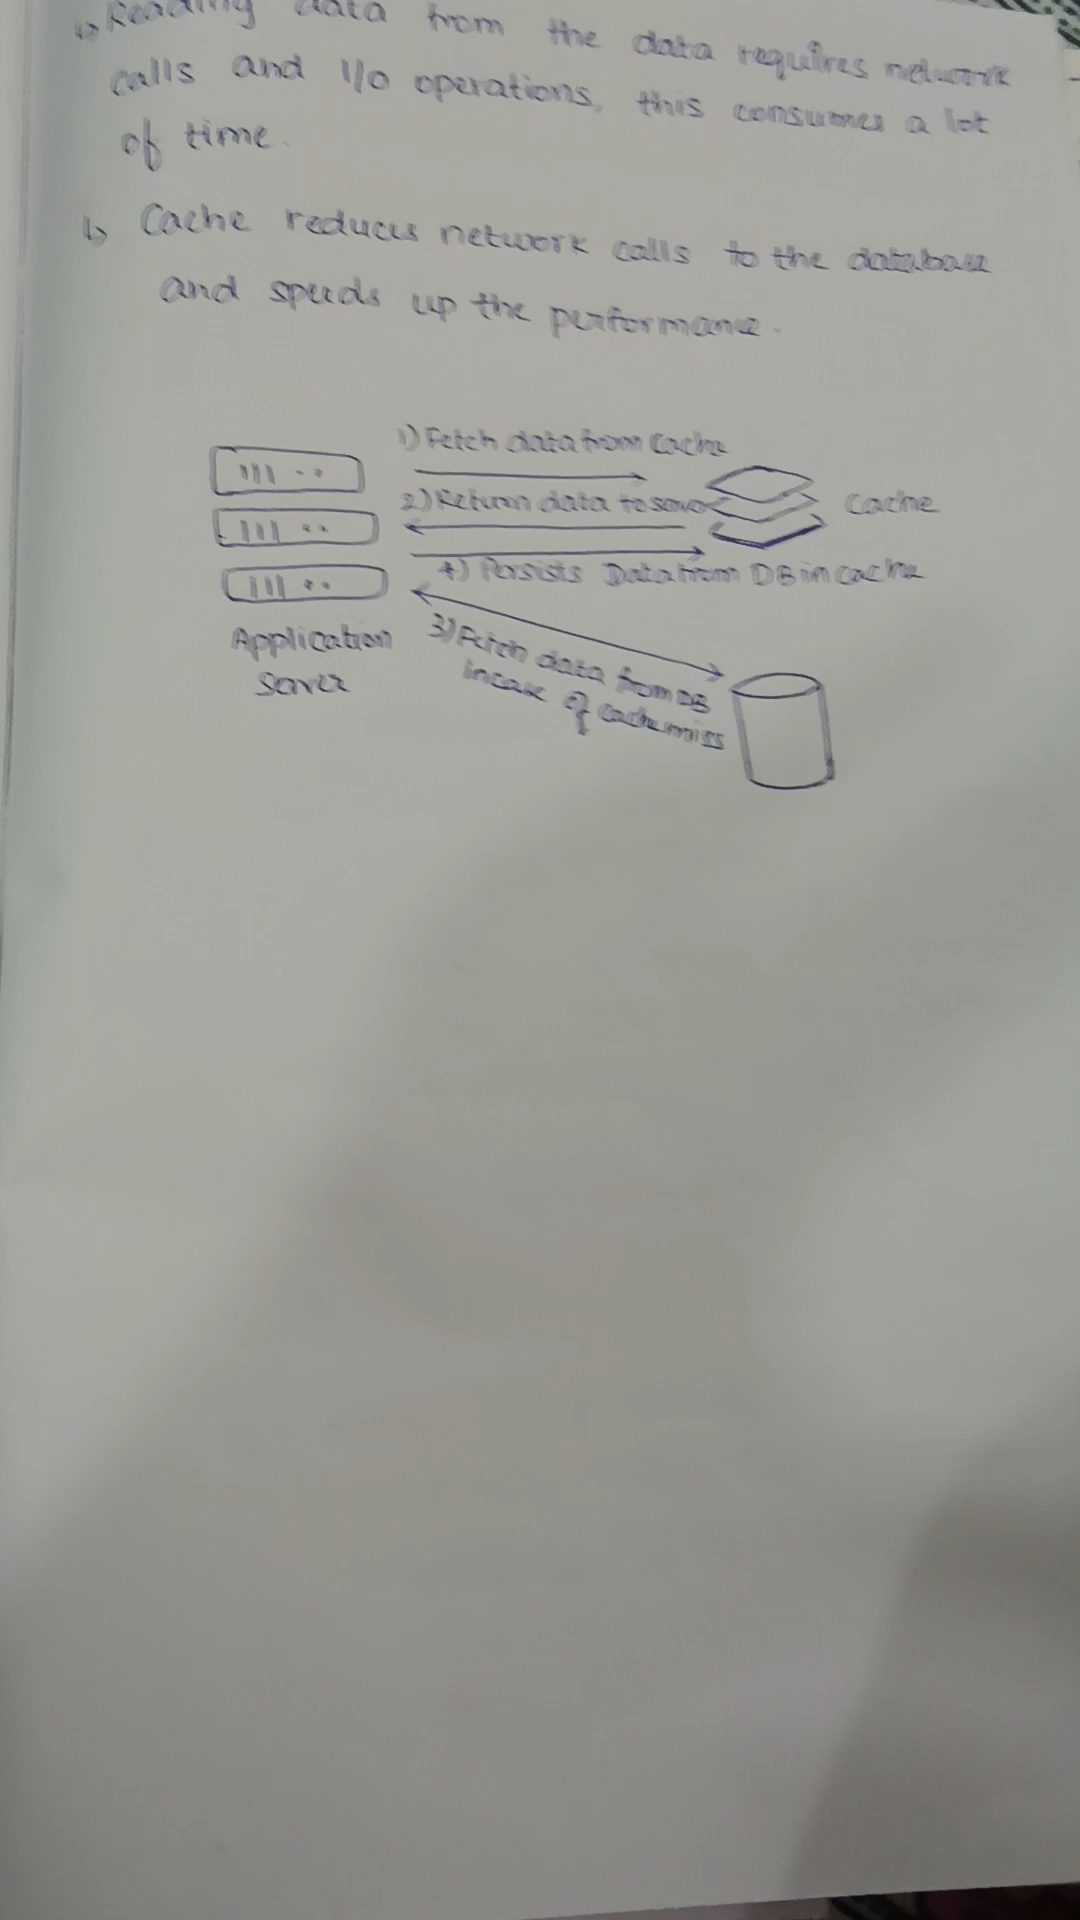 ↳ Reading data from the data requires network
calls and I/o operations, this consumes a lot
of time.
↳ Cache reduces network calls to the database
and speeds up the performance.
1) Fetch data from Cache
2) Return data to server
Cache
4) Persists Data from DB in cache
3) Fetch data from DB
incase of cache miss
Application
Server